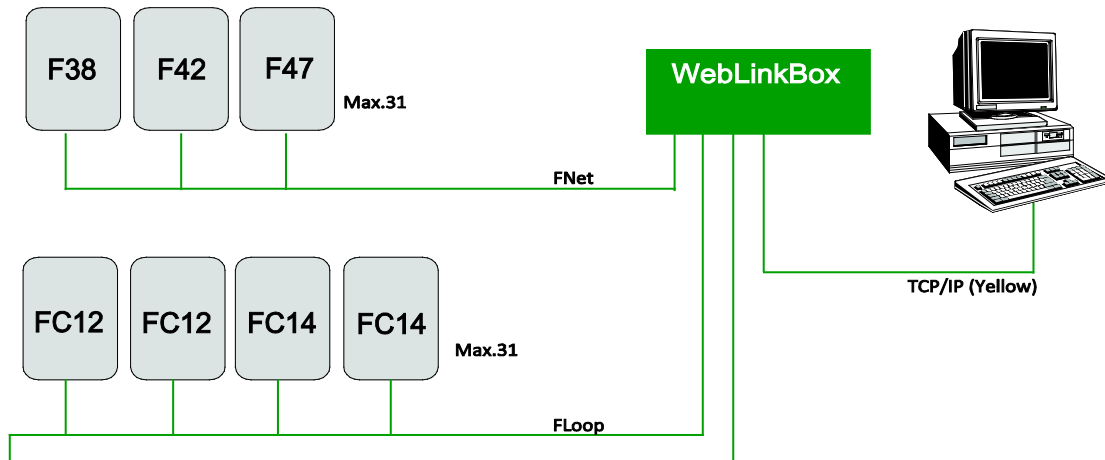 F38
F42
F47
Max.31
WebLinkBox
FNet
TCP/IP (Yellow)
FC12
FC12
FC14
FC14
Max.31
FLoop